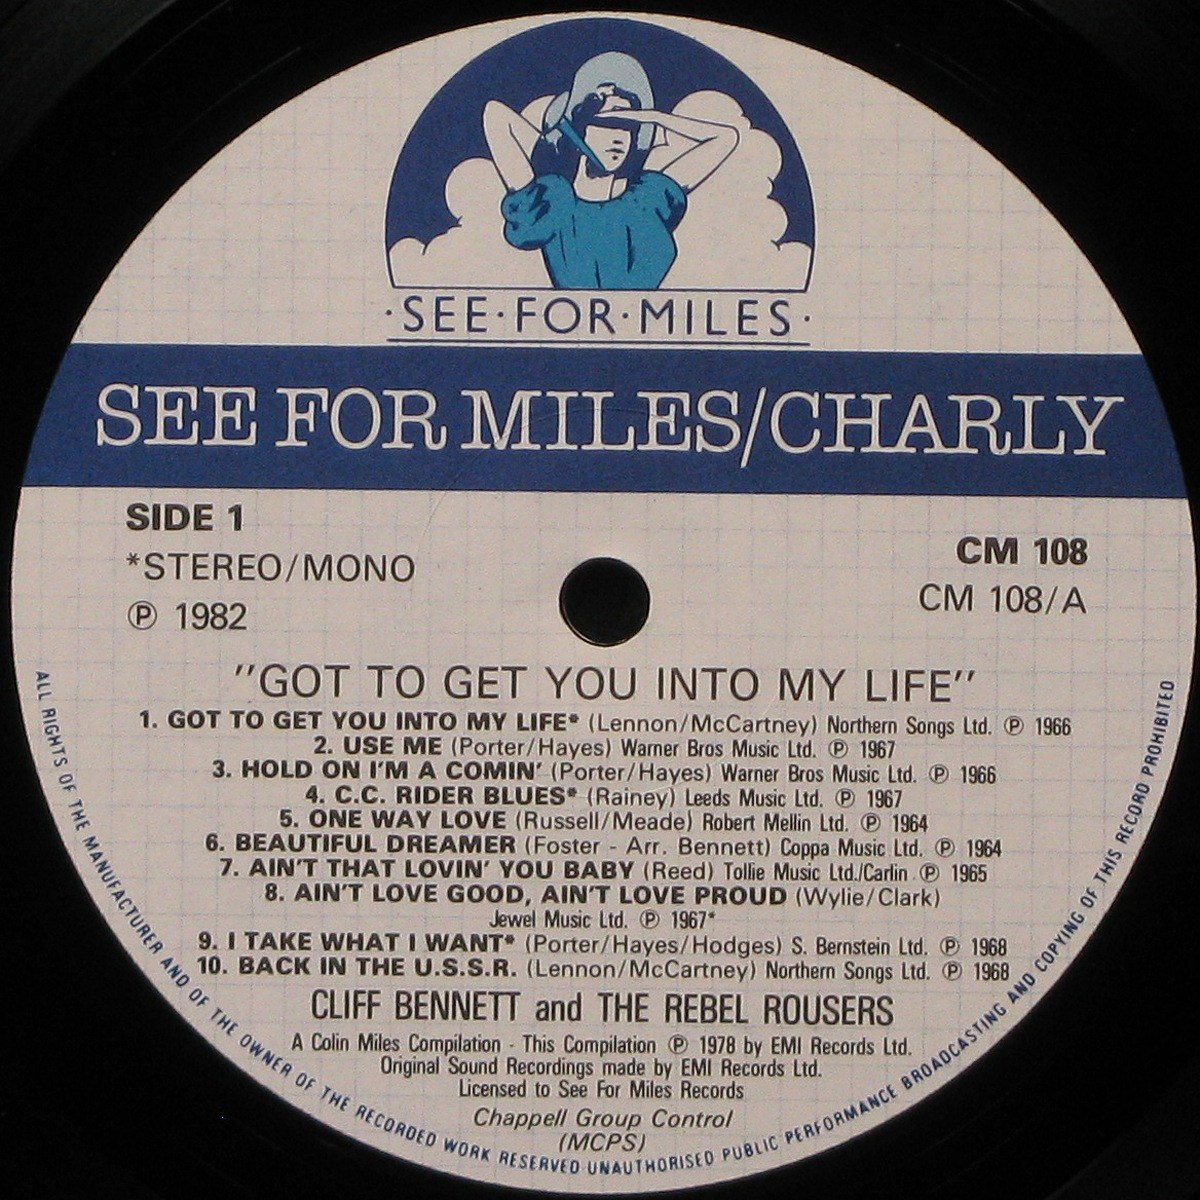 ·SEE·FOR·MILES·
SEE FOR MILES/CHARLY
SIDE 1
*STEREO/MONO
Ⓟ 1982
CM 108
CM 108/A
"GOT TO GET YOU INTO MY LIFE"
1. GOT TO GET YOU INTO MY LIFE* (Lennon/McCartney) Northern Songs Ltd. Ⓟ 1966
2. USE ME (Porter/Hayes) Warner Bros Music Ltd. Ⓟ 1967
3. HOLD ON I'M A COMIN' (Porter/Hayes) Warner Bros Music Ltd. Ⓟ 1966
4. C.C. RIDER BLUES* (Rainey) Leeds Music Ltd. Ⓟ 1967
5. ONE WAY LOVE (Russell/Meade) Robert Mellin Ltd. Ⓟ 1964
6. BEAUTIFUL DREAMER (Foster - Arr. Bennett) Coppa Music Ltd. Ⓟ 1964
7. AIN'T THAT LOVIN' YOU BABY (Reed) Tollie Music Ltd./Carlin Ⓟ 1965
8. AIN'T LOVE GOOD, AIN'T LOVE PROUD (Wylie/Clark)
Jewel Music Ltd. Ⓟ 1967*
9. I TAKE WHAT I WANT* (Porter/Hayes/Hodges) S. Bernstein Ltd. Ⓟ 1968
10. BACK IN THE U.S.S.R. (Lennon/McCartney) Northern Songs Ltd. Ⓟ 1968
CLIFF BENNETT and THE REBEL ROUSERS
A Colin Miles Compilation - This Compilation Ⓟ 1978 by EMI Records Ltd.
Original Sound Recordings made by EMI Records Ltd.
Licensed to See For Miles Records
Chappell Group Control
(MCPS)
ALL RIGHTS OF THE MANUFACTURER AND OF THE OWNER OF THE RECORDED WORK RESERVED·UNAUTHORISED PUBLIC PERFORMANCE BROADCASTING AND COPYING OF THIS RECORD PROHIBITED